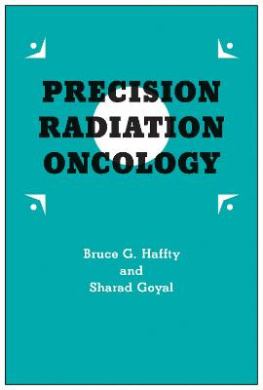 PRECISION
RADIATION
ONCOLOGY
Bruce G. Haffty
and
Sharad Goyal